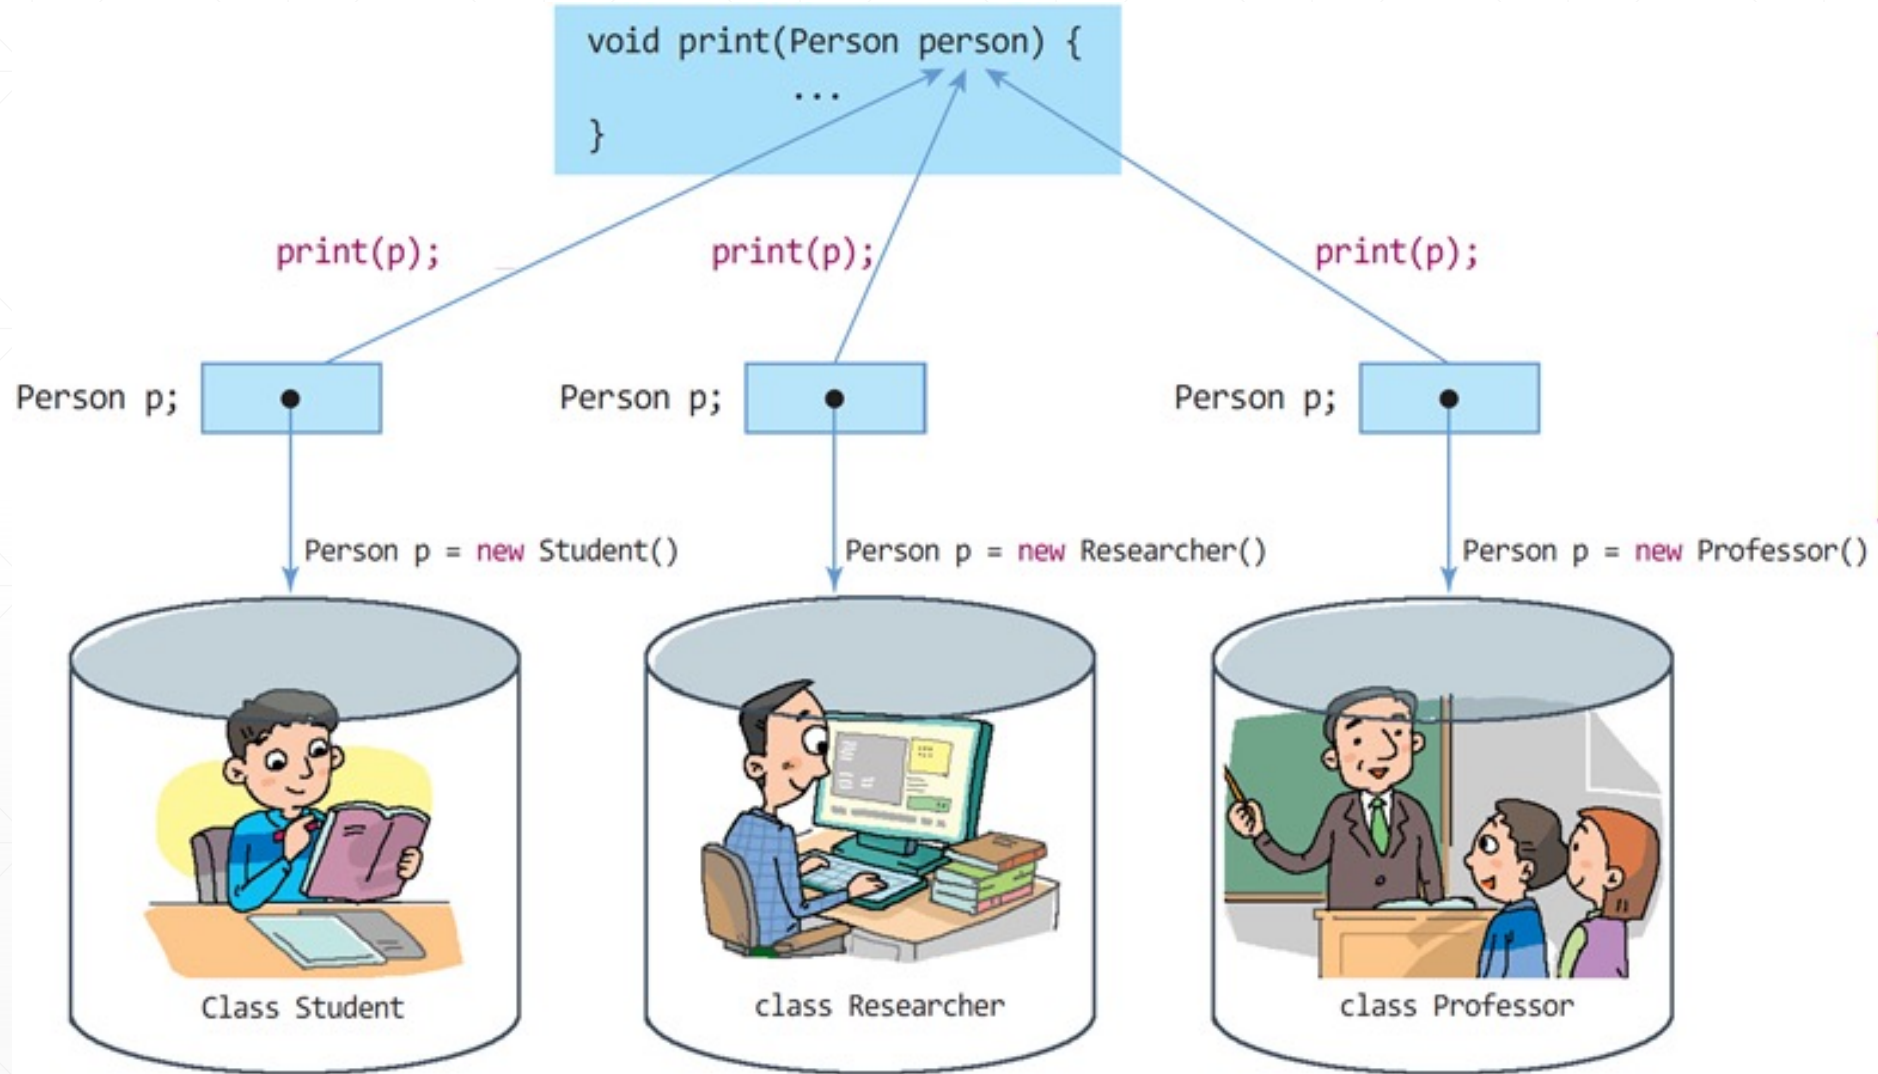 void print(Person person) {
...
}
print(p);
print(p);
print(p);
Person p;
Person p;
Person p;
Person p = new Student()
Person p = new Researcher()
Person p = new Professor()
Class Student
class Researcher
class Professor